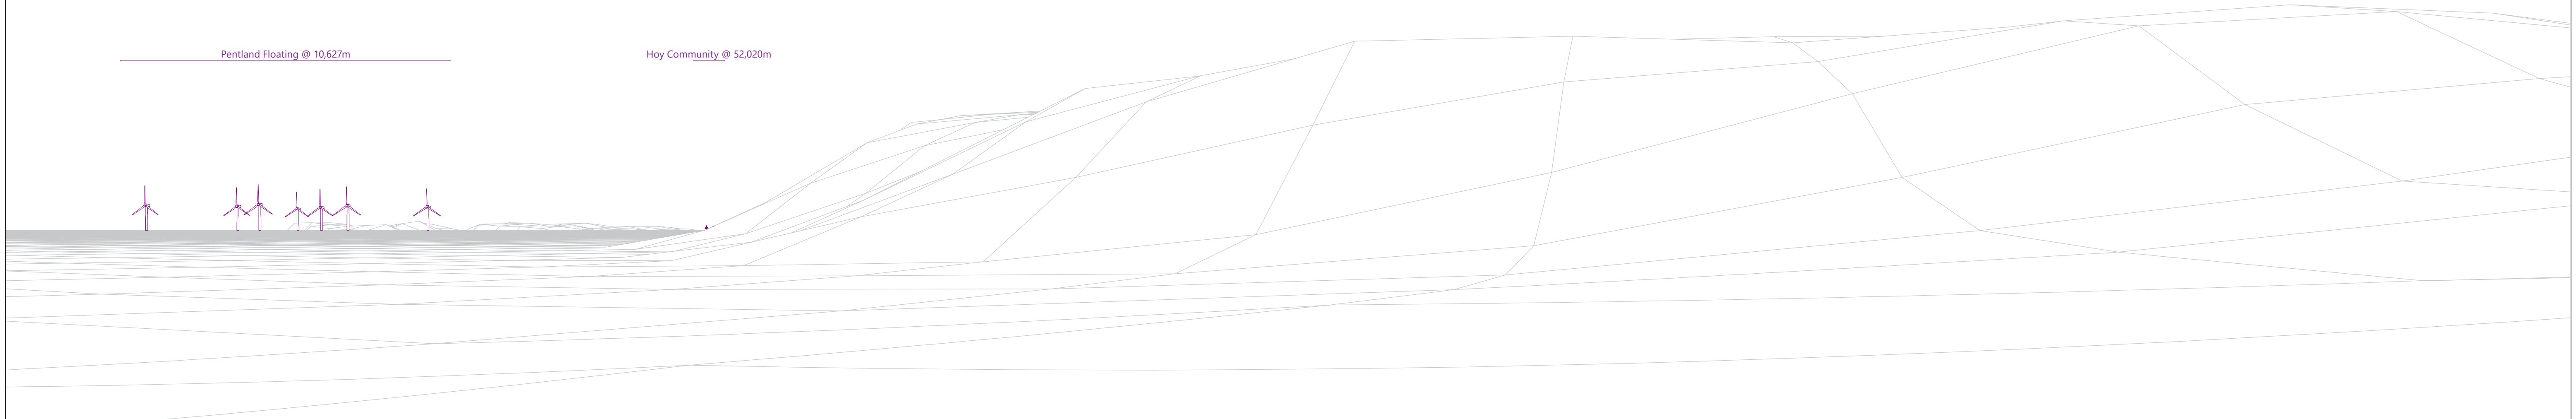 Pentland Floating @ 10,627m
Hoy Community @ 52,020m